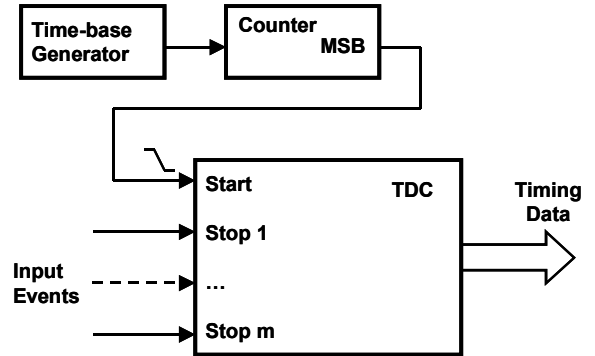 Time-base
Generator
Counter
MSB
Start
TDC
Timing
Data
Stop 1
Input
Events
...
Stop m